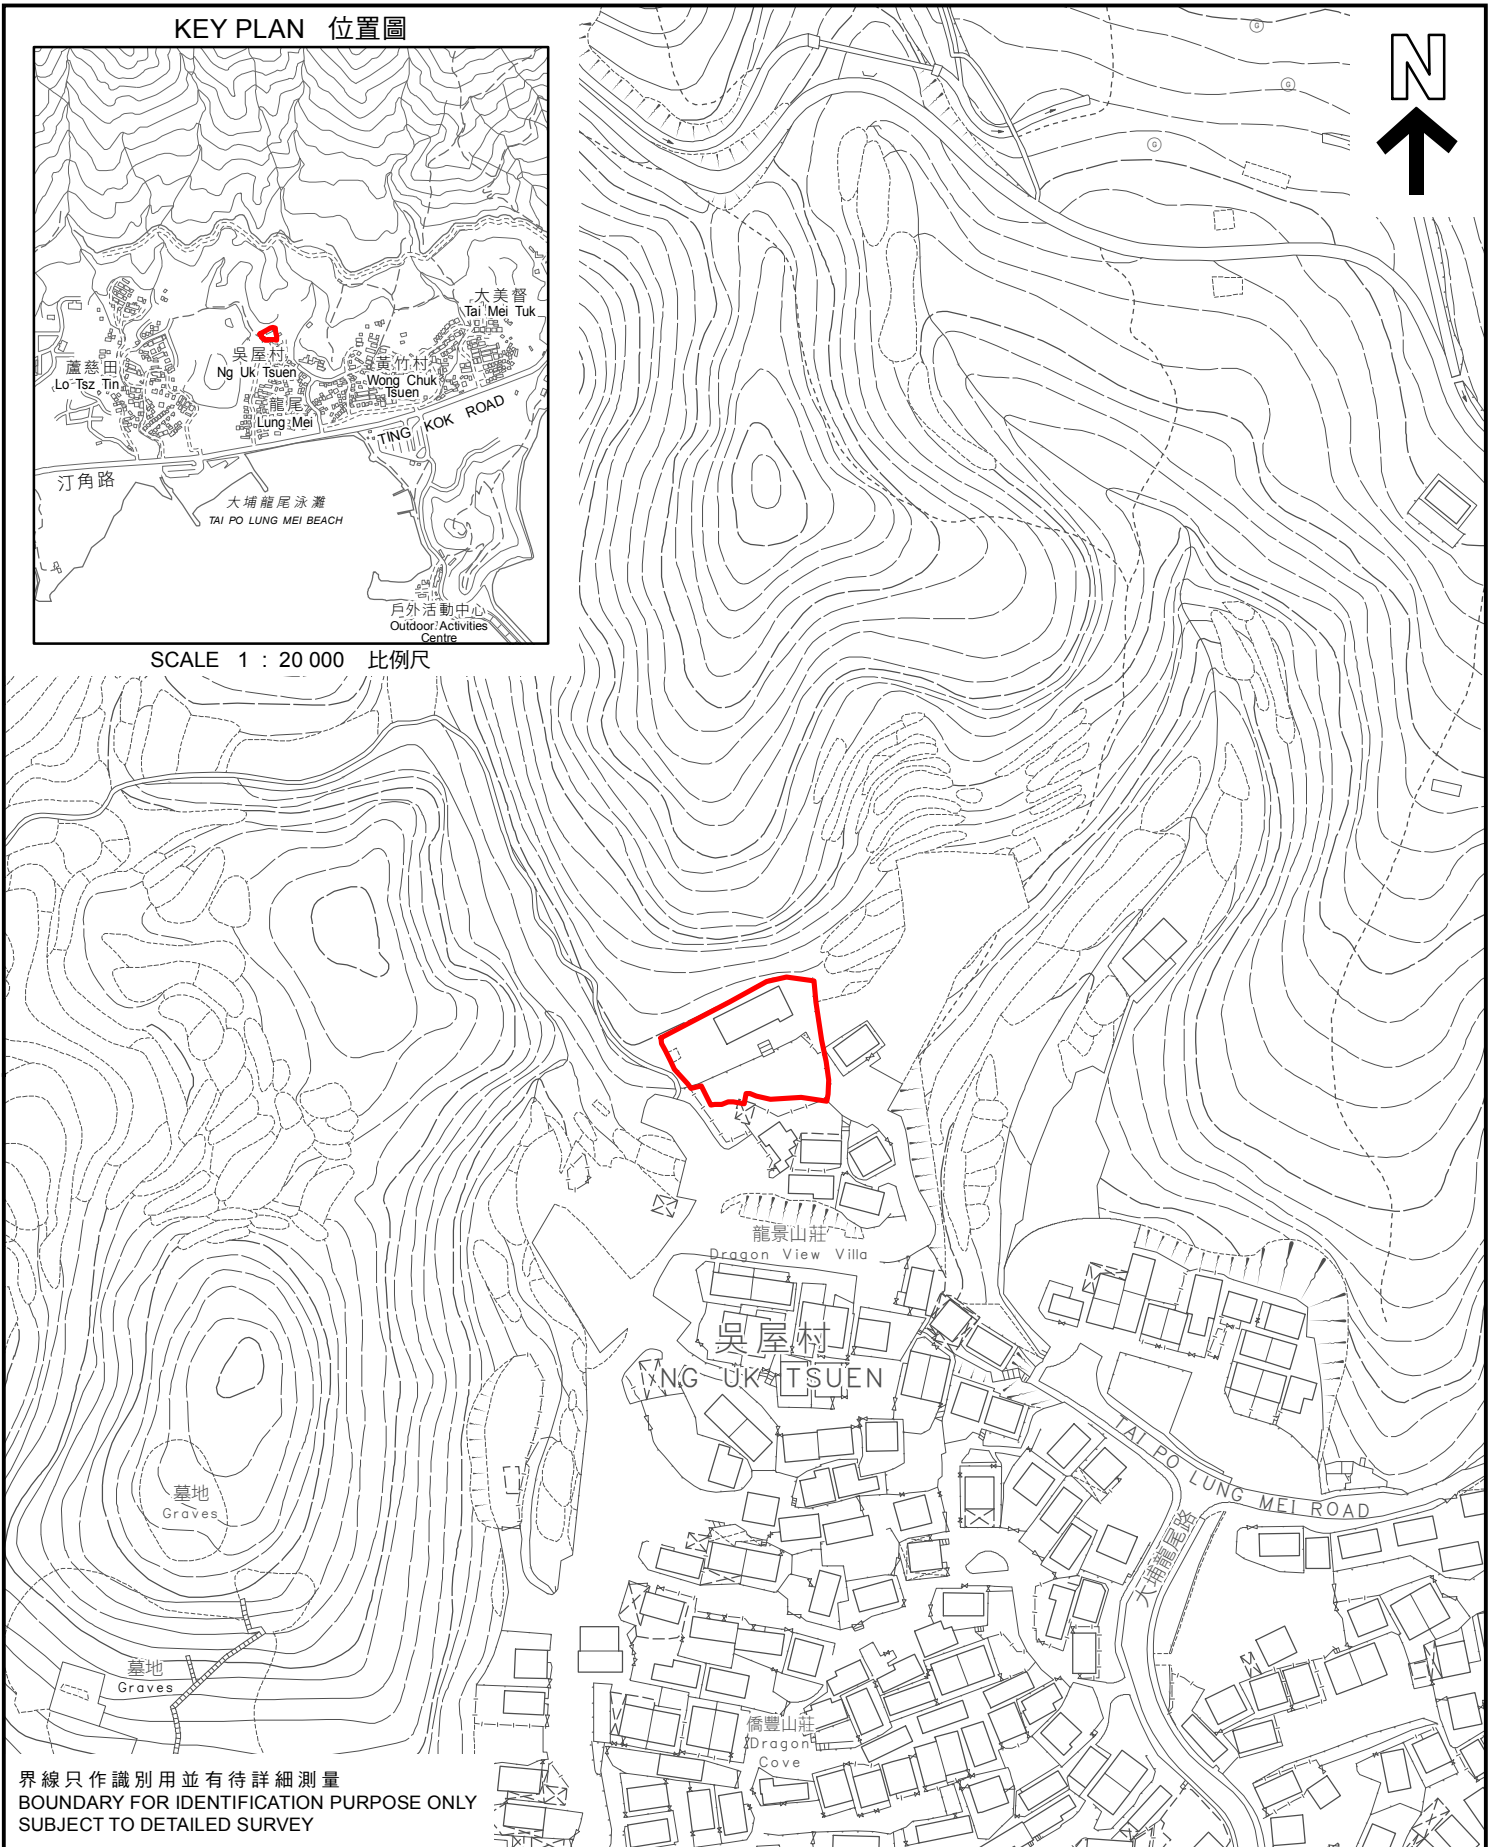 KEY PLAN 位置圖
N
大美督
Tai Mei Tuk
吳屋村
Ng Uk Tsuen
黃竹村
Wong Chuk
Tsuen
蘆慈田
Lo Tsz Tin
龍尾
Lung Mei
TING KOK ROAD
汀角路
大埔龍尾泳灘
TAI PO LUNG MEI BEACH
戶外活動中心
Outdoor Activities
Centre
SCALE 1 : 20 000 比例尺
G
G
G
龍景山莊
Dragon View Villa
吳屋村
NG UK TSUEN
TAI PO LUNG MEI ROAD
大埔龍尾路
墓地
Graves
墓地
Graves
僑豐山莊
Dragon
Cove
界線只作識別用並有待詳細測量
BOUNDARY FOR IDENTIFICATION PURPOSE ONLY
SUBJECT TO DETAILED SURVEY